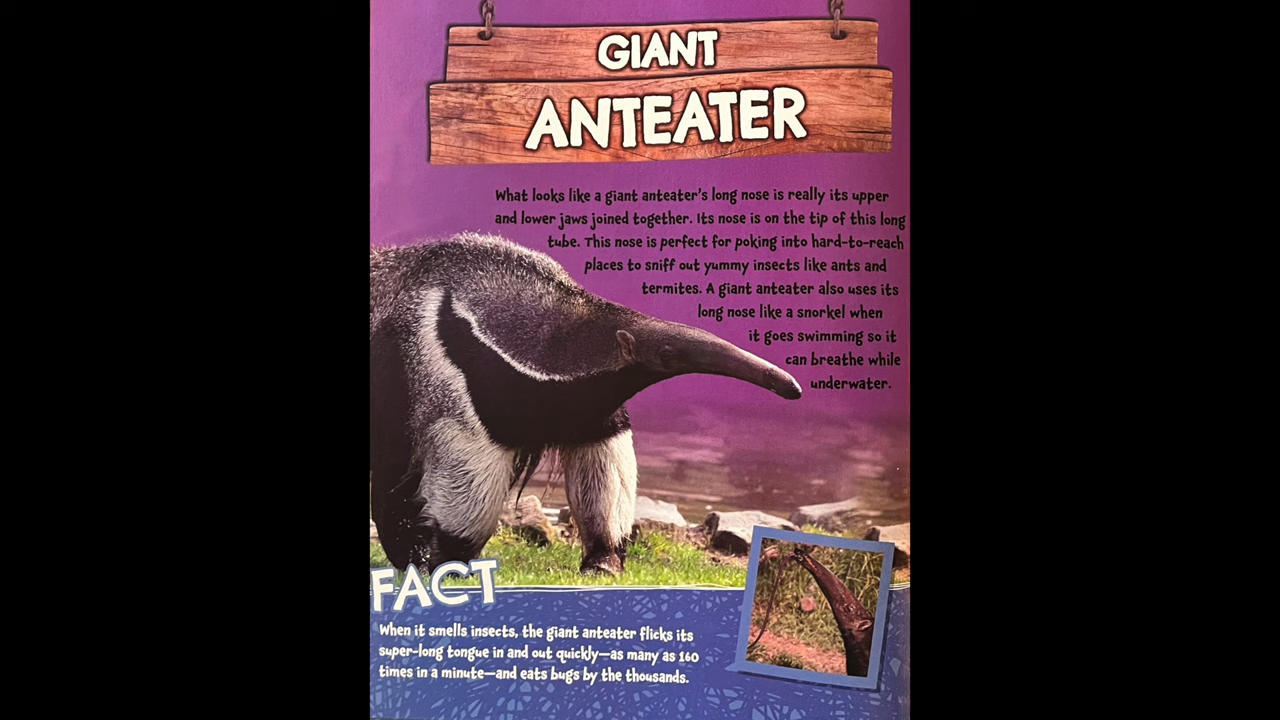 GIANT
ANTEATER
What looks like a giant anteater's long nose is really its upper
and lower jaws joined together. Its nose is on the tip of this long
tube. This nose is perfect for poking into hard-to-reach
places to sniff out yummy insects like ants and
termites. A giant anteater also uses its
long nose like a snorkel when
it goes swimming so it
can breathe while
underwater.
FACT
When it smells insects, the giant anteater flicks its
super-long tongue in and out quickly—as many as 160
times in a minute—and eats bugs by the thousands.